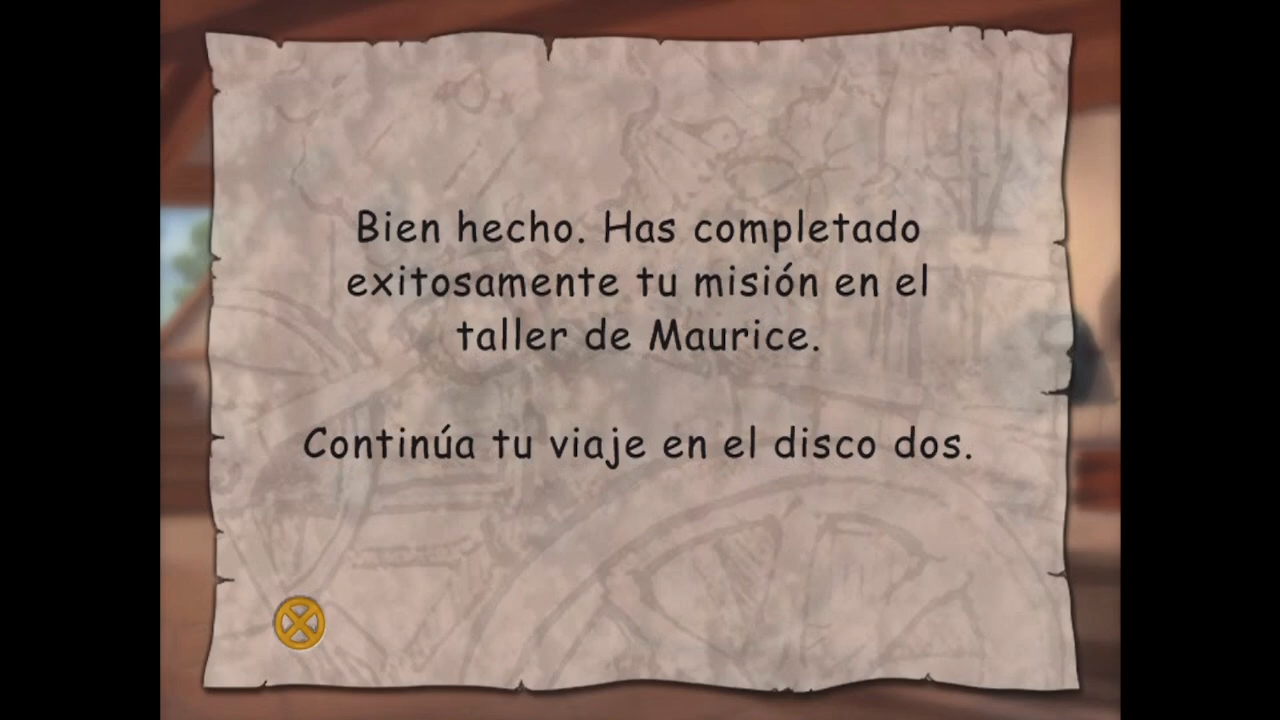 Bien hecho. Has completado
exitosamente tu misión en el
taller de Maurice.
Continúa tu viaje en el disco dos.